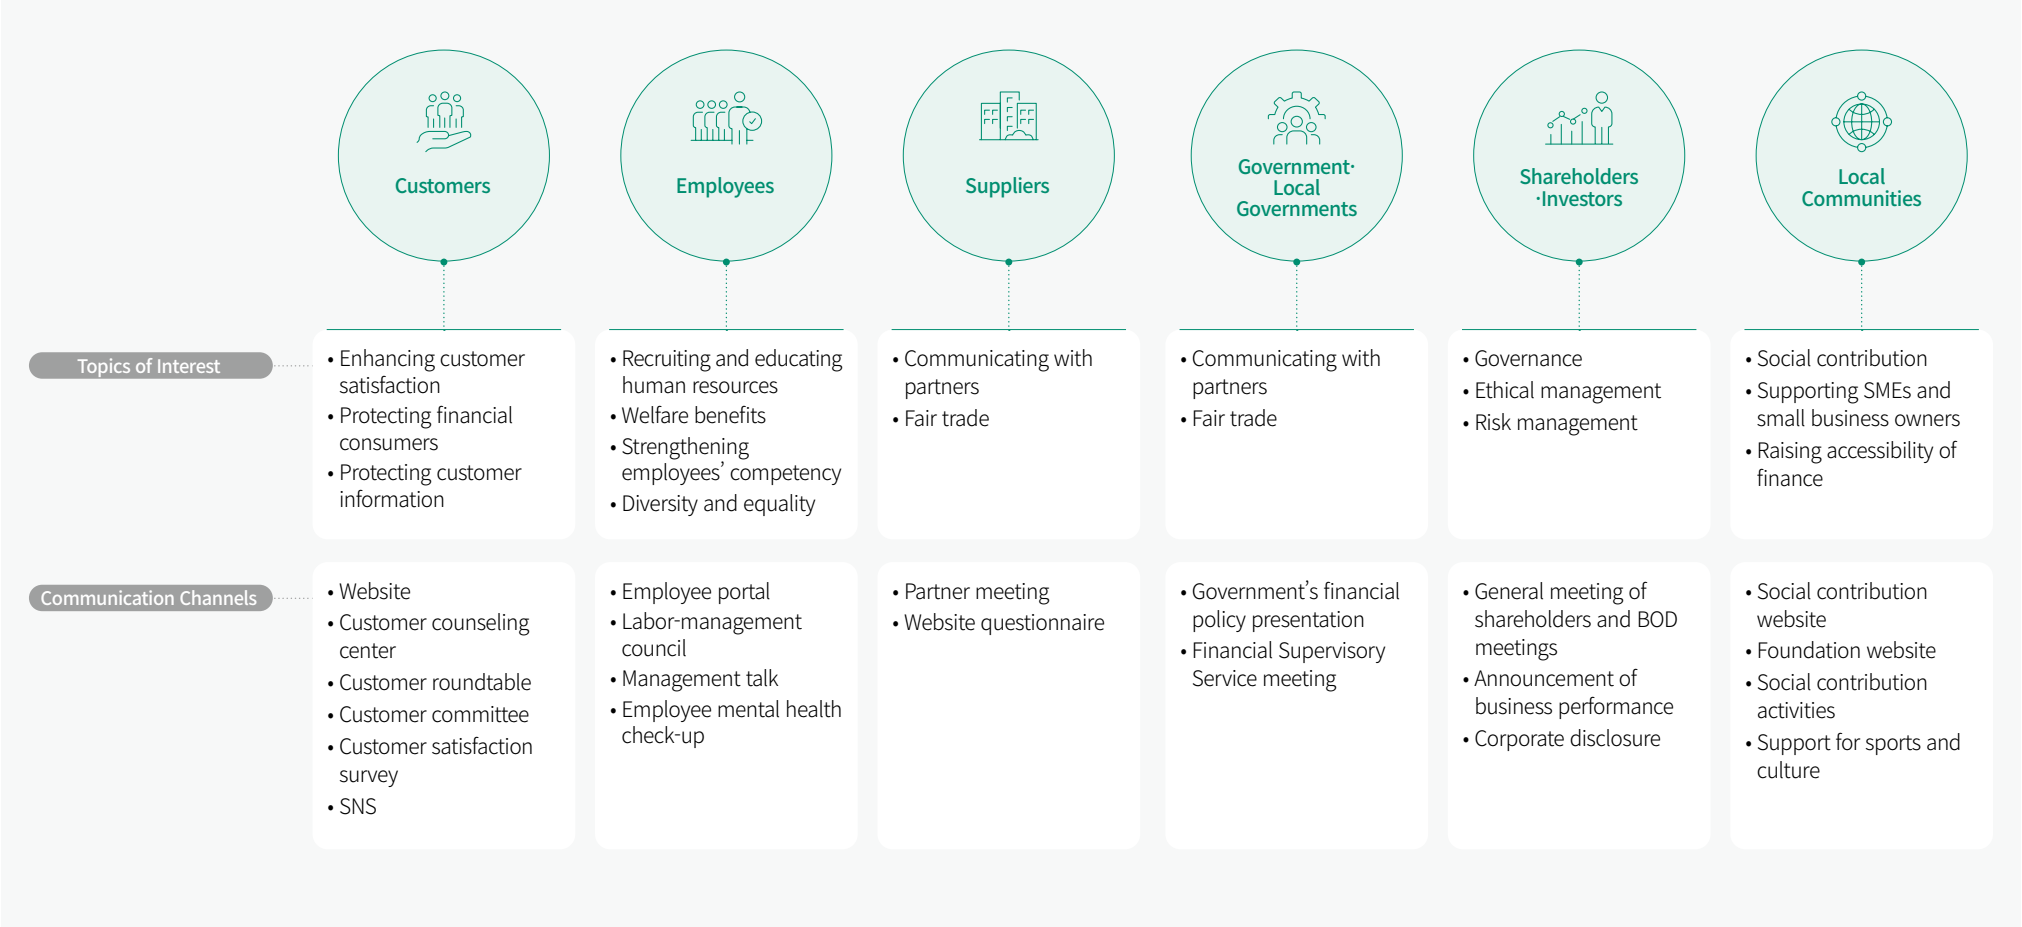 Customers
Employees
Suppliers
Government·
Local
Governments
Shareholders
·Investors
Local
Communities
Topics of Interest
• Enhancing customer
satisfaction
• Protecting financial
consumers
• Protecting customer
information
• Recruiting and educating
human resources
• Welfare benefits
• Strengthening
employees’ competency
• Diversity and equality
• Communicating with
partners
• Fair trade
• Communicating with
partners
• Fair trade
• Governance
• Ethical management
• Risk management
• Social contribution
• Supporting SMEs and
small business owners
• Raising accessibility of
finance
Communication Channels
• Website
• Customer counseling
center
• Customer roundtable
• Customer committee
• Customer satisfaction
survey
• SNS
• Employee portal
• Labor-management
council
• Management talk
• Employee mental health
check-up
• Partner meeting
• Website questionnaire
• Government’s financial
policy presentation
• Financial Supervisory
Service meeting
• General meeting of
shareholders and BOD
meetings
• Announcement of
business performance
• Corporate disclosure
• Social contribution
website
• Foundation website
• Social contribution
activities
• Support for sports and
culture